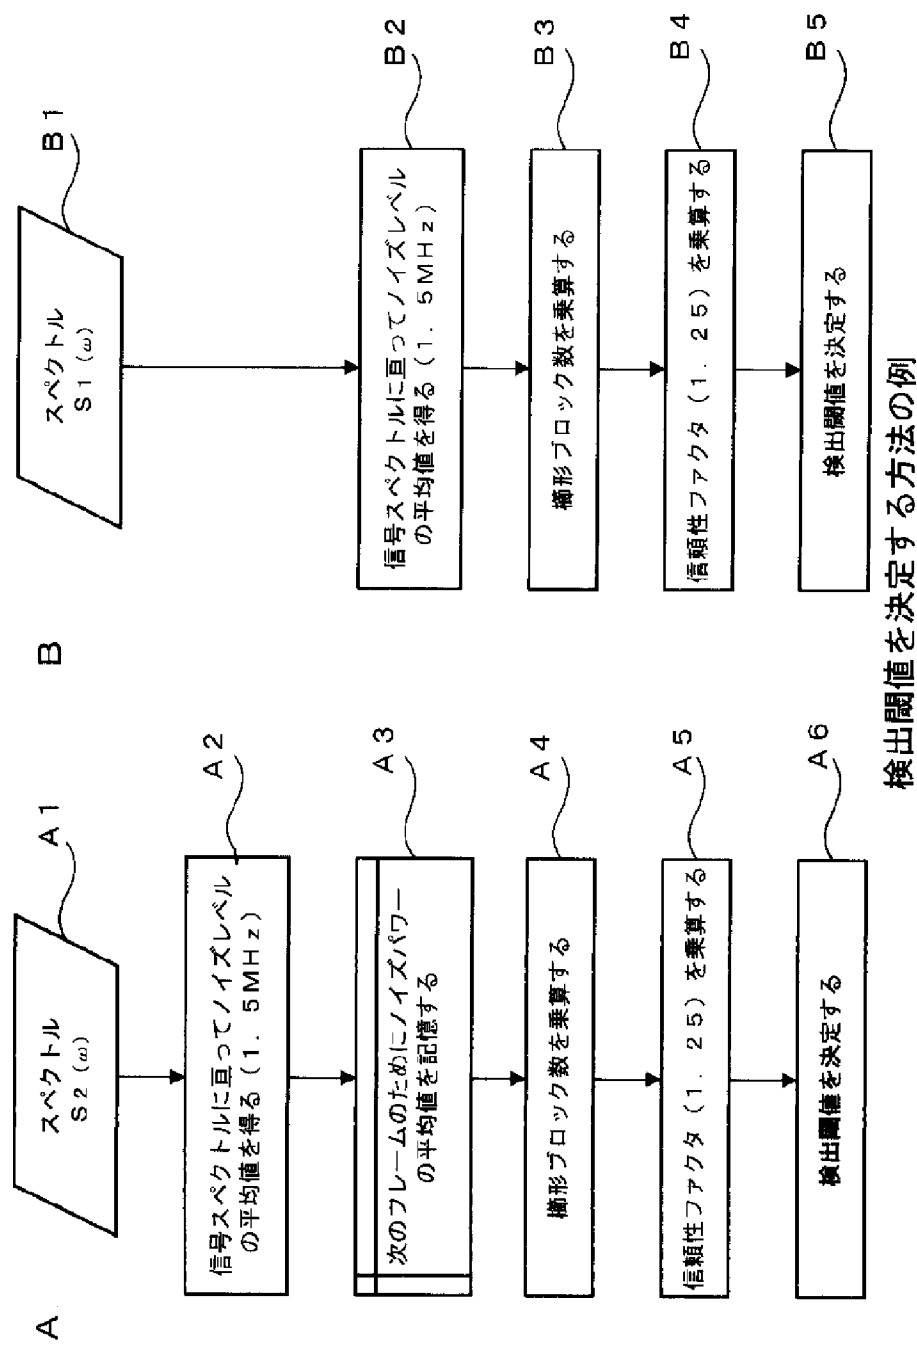 A
スペクトル
S2 (ω)
A1
信号スペクトルに亘ってノイズレベル
の平均値を得る (1. 5MHz)
A2
次のフレームのためにノイズパワー
の平均値を記憶する
A3
櫛形ブロック数を乗算する
A4
信頼性ファクタ (1. 25) を乗算する
A5
検出閾値を決定する
A6
B
スペクトル
S1 (ω)
B1
信号スペクトルに亘ってノイズレベル
の平均値を得る (1. 5MHz)
B2
櫛形ブロック数を乗算する
B3
信頼性ファクタ (1. 25) を乗算する
B4
検出閾値を決定する
B5
検出閾値を決定する方法の例